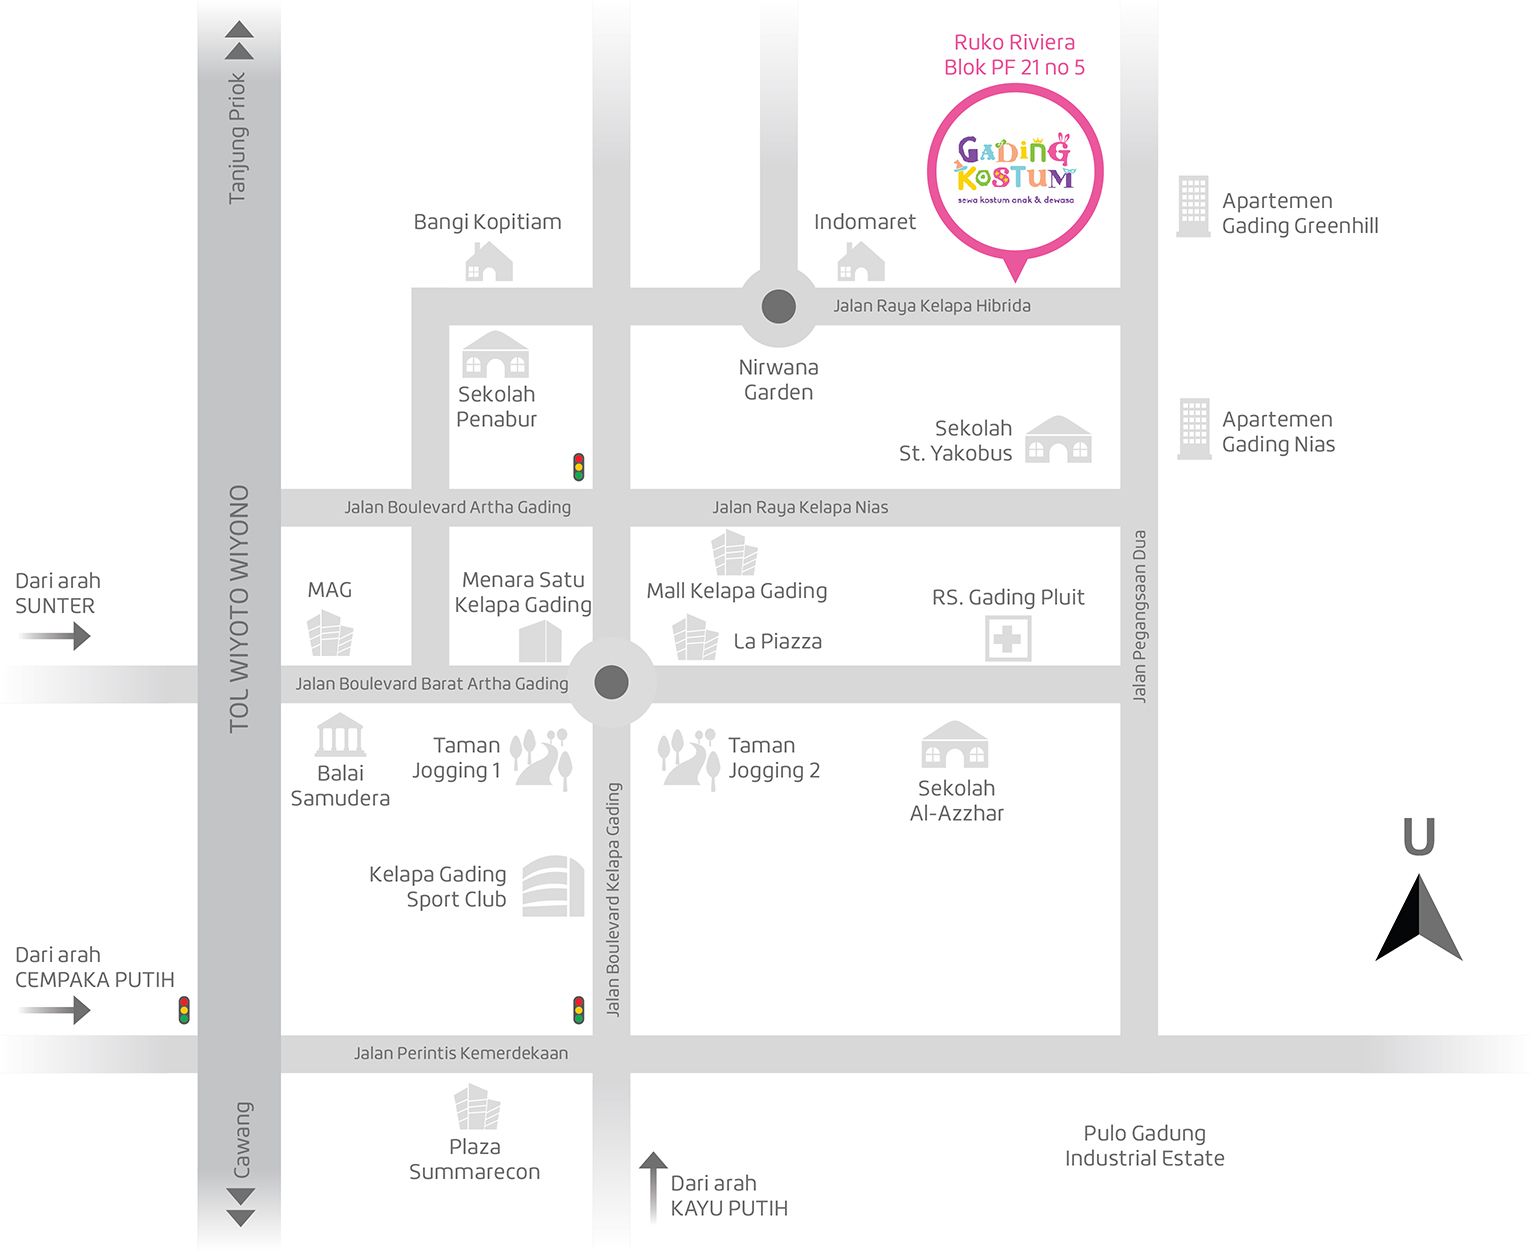 Ruko Riviera
Blok PF 21 no 5
GADING
KOSTUM
sewa kostum anak & dewasa
Tanjung Priok
Bangi Kopitiam
Indomaret
Apartemen
Gading Greenhill
Jalan Raya Kelapa Hibrida
Nirwana
Garden
Sekolah
Penabur
Sekolah
St. Yakobus
Apartemen
Gading Nias
Jalan Boulevard Artha Gading
Jalan Raya Kelapa Nias
TOL WIYOTO WIYONO
Jalan Pegangsaan Dua
Dari arah
SUNTER
MAG
Menara Satu
Kelapa Gading
Mall Kelapa Gading
La Piazza
RS. Gading Pluit
Jalan Boulevard Barat Artha Gading
Balai
Samudera
Taman
Jogging 1
Taman
Jogging 2
Sekolah
Al-Azzhar
Jalan Boulevard Kelapa Gading
Kelapa Gading
Sport Club
U
Dari arah
CEMPAKA PUTIH
Jalan Perintis Kemerdekaan
Cawang
Plaza
Summarecon
Dari arah
KAYU PUTIH
Pulo Gadung
Industrial Estate